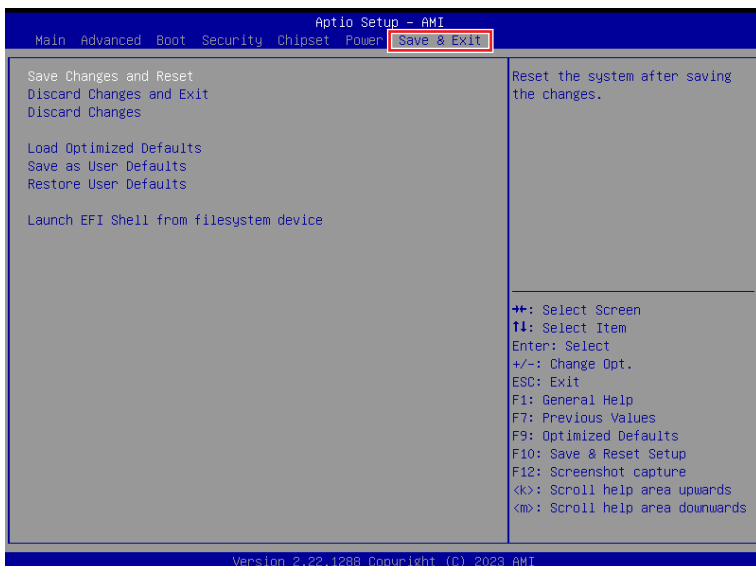 Aptio Setup – AMI
Main Advanced Boot Security Chipset Power Save & Exit
Save Changes and Reset
Discard Changes and Exit
Discard Changes
Load Optimized Defaults
Save as User Defaults
Restore User Defaults
Launch EFI Shell from filesystem device
Reset the system after saving
the changes.
→←: Select Screen
↑↓: Select Item
Enter: Select
+/-: Change Opt.
ESC: Exit
F1: General Help
F7: Previous Values
F9: Optimized Defaults
F10: Save & Reset Setup
F12: Screenshot capture
<k>: Scroll help area upwards
<m>: Scroll help area downwards
Version 2.22.1288 Copyright (C) 2023 AMI